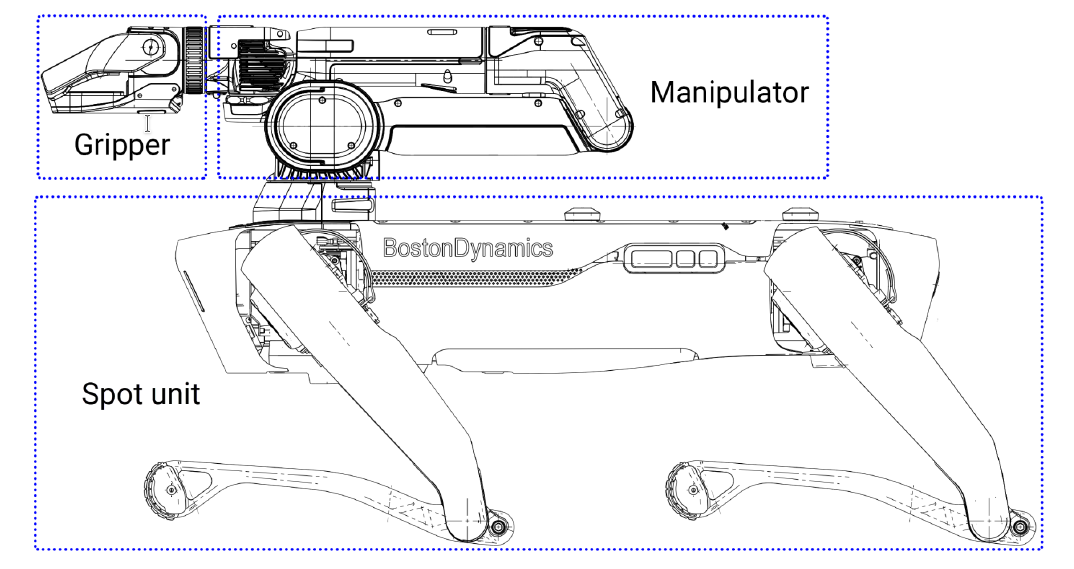 Manipulator
Gripper
BostonDynamics
Spot unit